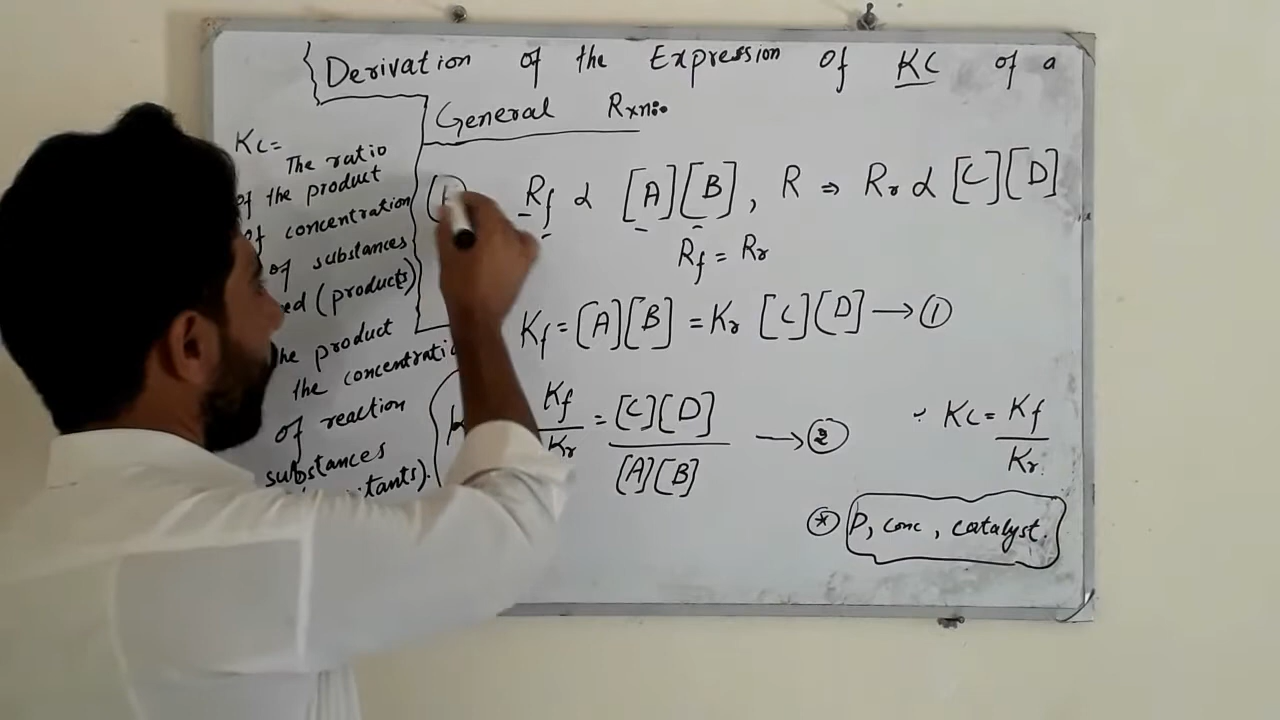 Derivation of the Expression of KC of a
General Rxn:
KC=
The ratio
of the product
of concentration
of substances
(products)
product
the concentratio
of reaction
substances
Rf α [A][B], R ⇒ Rr α [C][D]
Rf = Rr
Kf = [A][B] = Kr [C][D] → ①
Kf/Kr = [C][D]/[A][B] → ②
∵ KC = Kf/Kr
⊛ P, conc, catalyst.